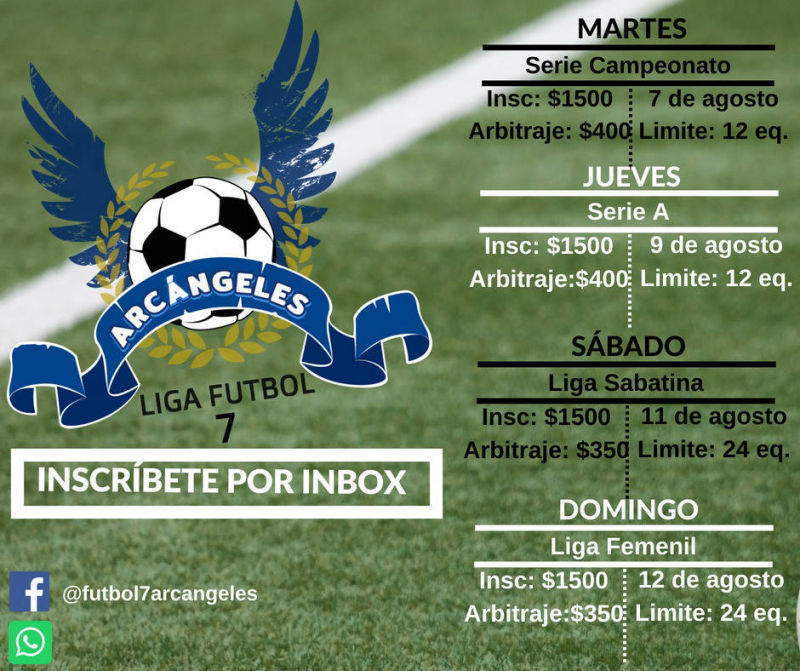 ARCÁNGELES
LIGA FUTBOL
7
INSCRÍBETE POR INBOX
@futbol7arcangeles
MARTES
Serie Campeonato
Insc: $1500 7 de agosto
Arbitraje: $400 Limite: 12 eq.
JUEVES
Serie A
Insc: $1500 9 de agosto
Arbitraje:$400 Limite: 12 eq.
SÁBADO
Liga Sabatina
Insc: $1500 11 de agosto
Arbitraje: $350 Limite: 24 eq.
DOMINGO
Liga Femenil
Insc: $1500 12 de agosto
Arbitraje:$350 Limite: 24 eq.